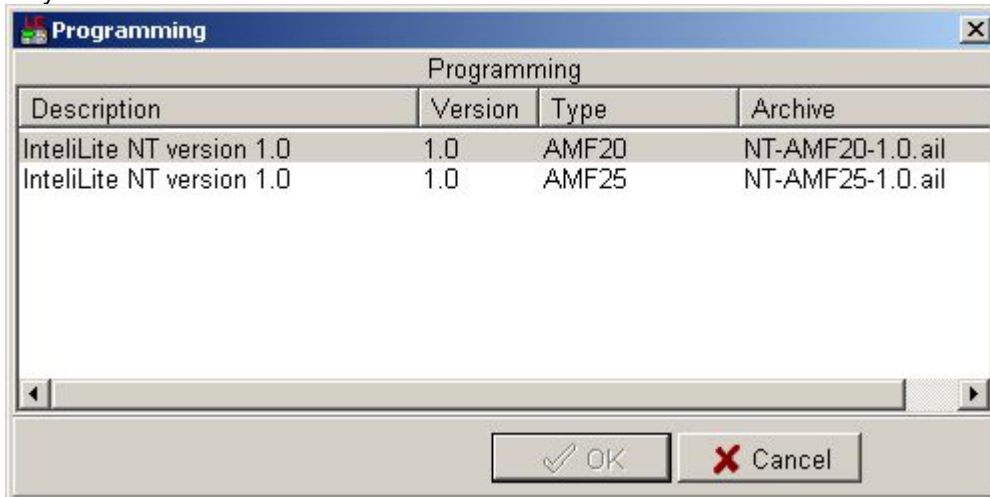 Programming
Programming
Description Version Type Archive
InteliLite NT version 1.0 1.0 AMF20 NT-AMF20-1.0.ail
InteliLite NT version 1.0 1.0 AMF25 NT-AMF25-1.0.ail
OK Cancel